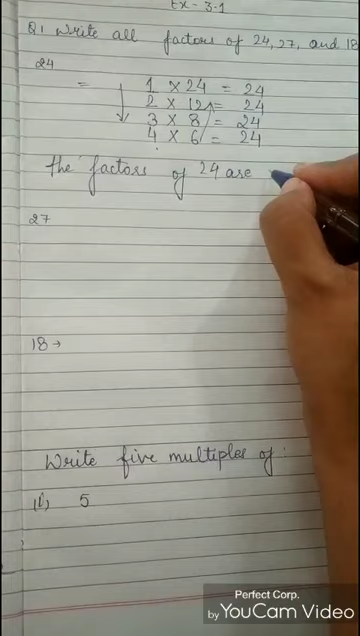 Ex - 3.1
Q1 Write all factors of 24, 27, and 18
24
= 1 × 24 = 24
2 × 12 = 24
3 × 8 = 24
4 × 6 = 24
the factors of 24 are
27
18 →
Write five multiples of :
(i) 5
Perfect Corp.
by YouCam Video